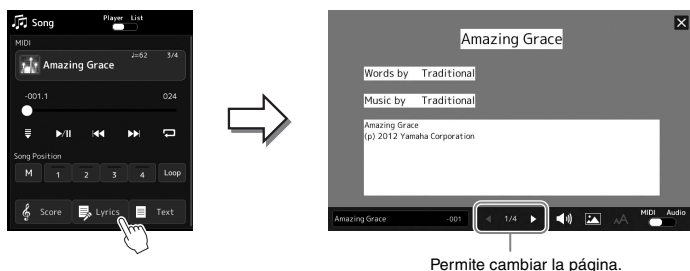 Song
Player List
MIDI
♩=62 3/4
Amazing Grace
-001.1 024
Song Position
M 1 2 3 4 Loop
Score Lyrics Text
Amazing Grace
Words by Traditional
Music by Traditional
Amazing Grace
(p) 2012 Yamaha Corporation
Amazing Grace -001 1/4 AA MIDI Audio
Permite cambiar la página.